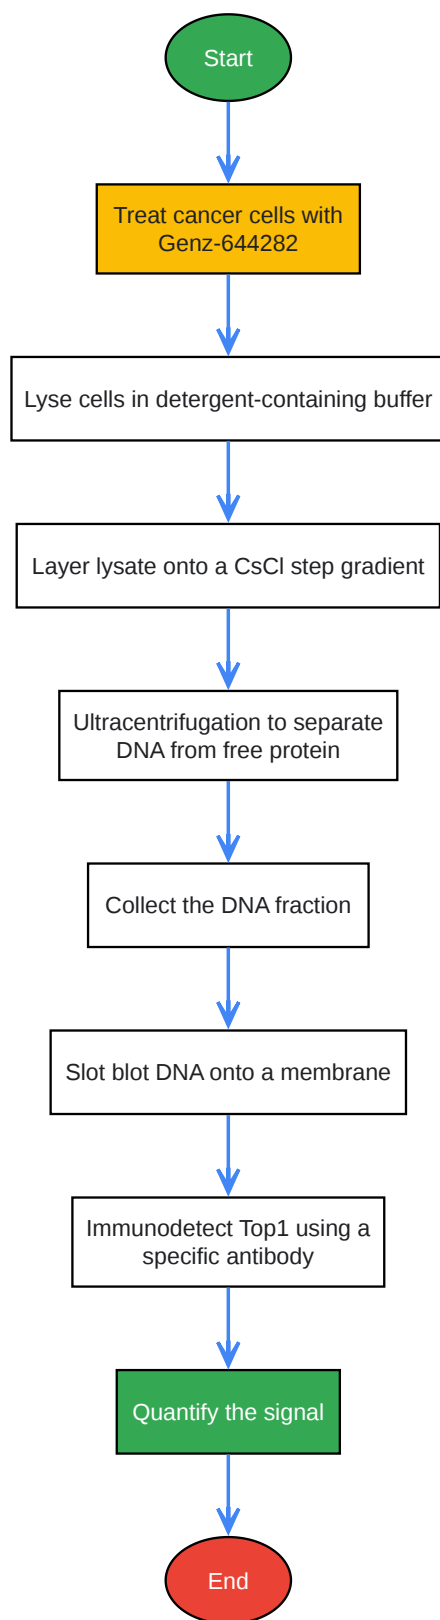 Start
Treat cancer cells with
Genz-644282
Lyse cells in detergent-containing buffer
Layer lysate onto a CsCl step gradient
Ultracentrifugation to separate
DNA from free protein
Collect the DNA fraction
Slot blot DNA onto a membrane
Immunodetect Top1 using a
specific antibody
Quantify the signal
End